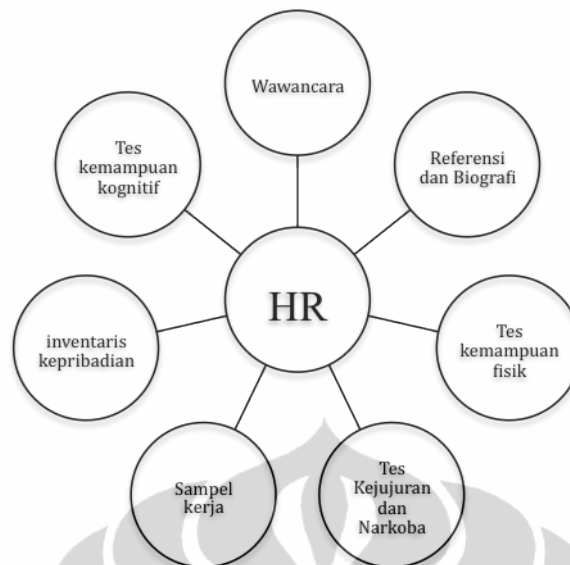 Wawancara
Referensi
dan Biografi
Tes
kemampuan
fisik
Tes
Kejujuran
dan
Narkoba
Sampel
kerja
inventaris
kepribadian
Tes
kemampuan
kognitif
HR